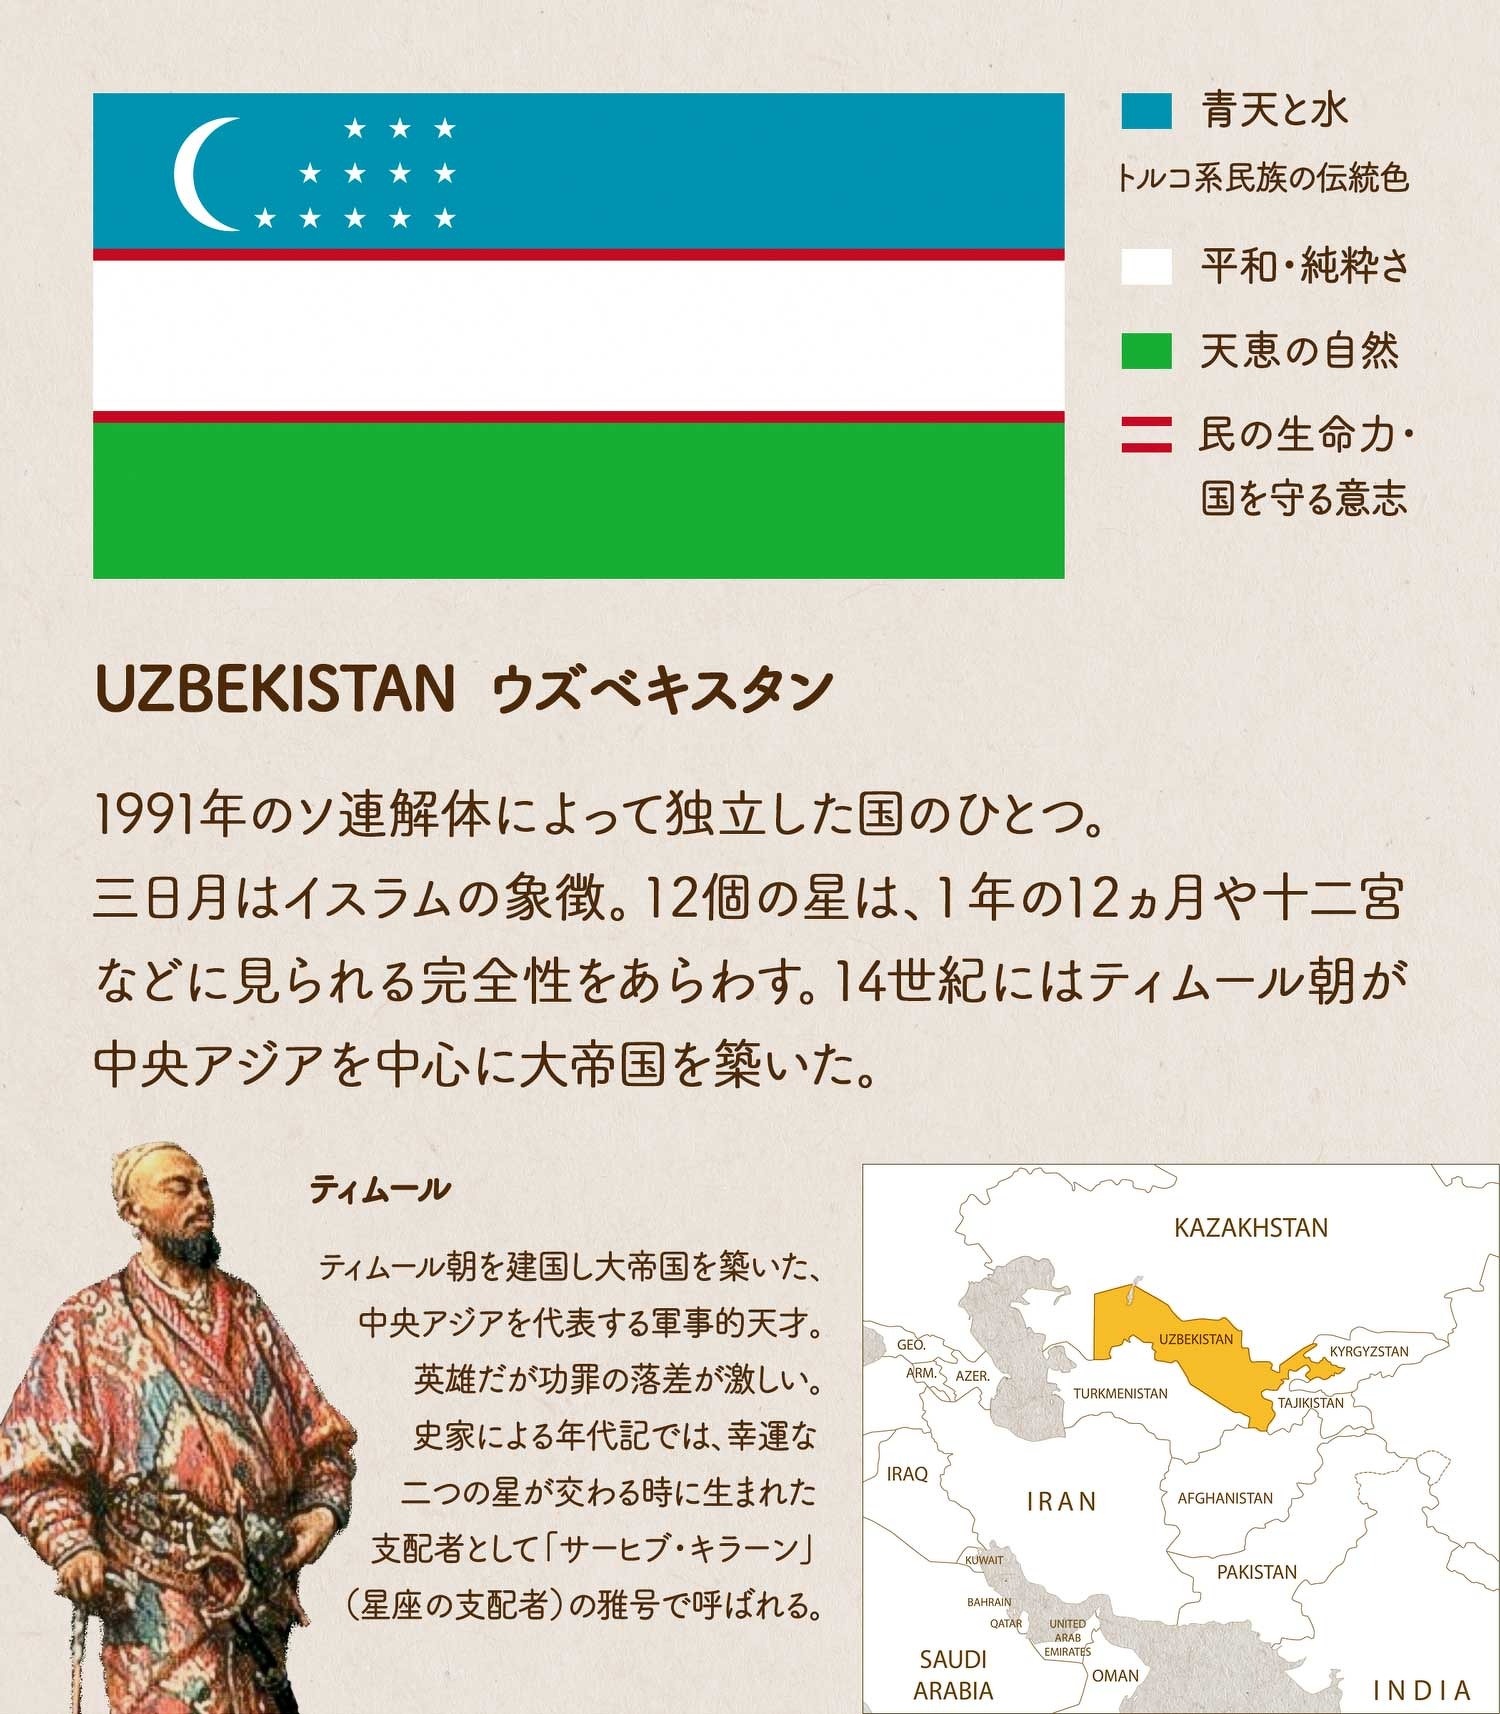 青天と水
トルコ系民族の伝統色
平和・純粋さ
天恵の自然
民の生命力・
国を守る意志
UZBEKISTAN ウズベキスタン
1991年のソ連解体によって独立した国のひとつ。
三日月はイスラムの象徴。12個の星は、1年の12ヵ月や十二宮
などに見られる完全性をあらわす。14世紀にはティムール朝が
中央アジアを中心に大帝国を築いた。
ティムール
ティムール朝を建国し大帝国を築いた、
中央アジアを代表する軍事的天才。
英雄だが功罪の落差が激しい。
史家による年代記では、幸運な
二つの星が交わる時に生まれた
支配者として「サーヒブ・キラーン」
（星座の支配者）の雅号で呼ばれる。
KAZAKHSTAN
UZBEKISTAN
GEO.
KYRGYZSTAN
ARM.
AZER.
TURKMENISTAN
TAJIKISTAN
IRAQ
IRAN
AFGHANISTAN
KUWAIT
PAKISTAN
BAHRAIN
QATAR
UNITED
ARAB
EMIRATES
SAUDI
ARABIA
OMAN
INDIA